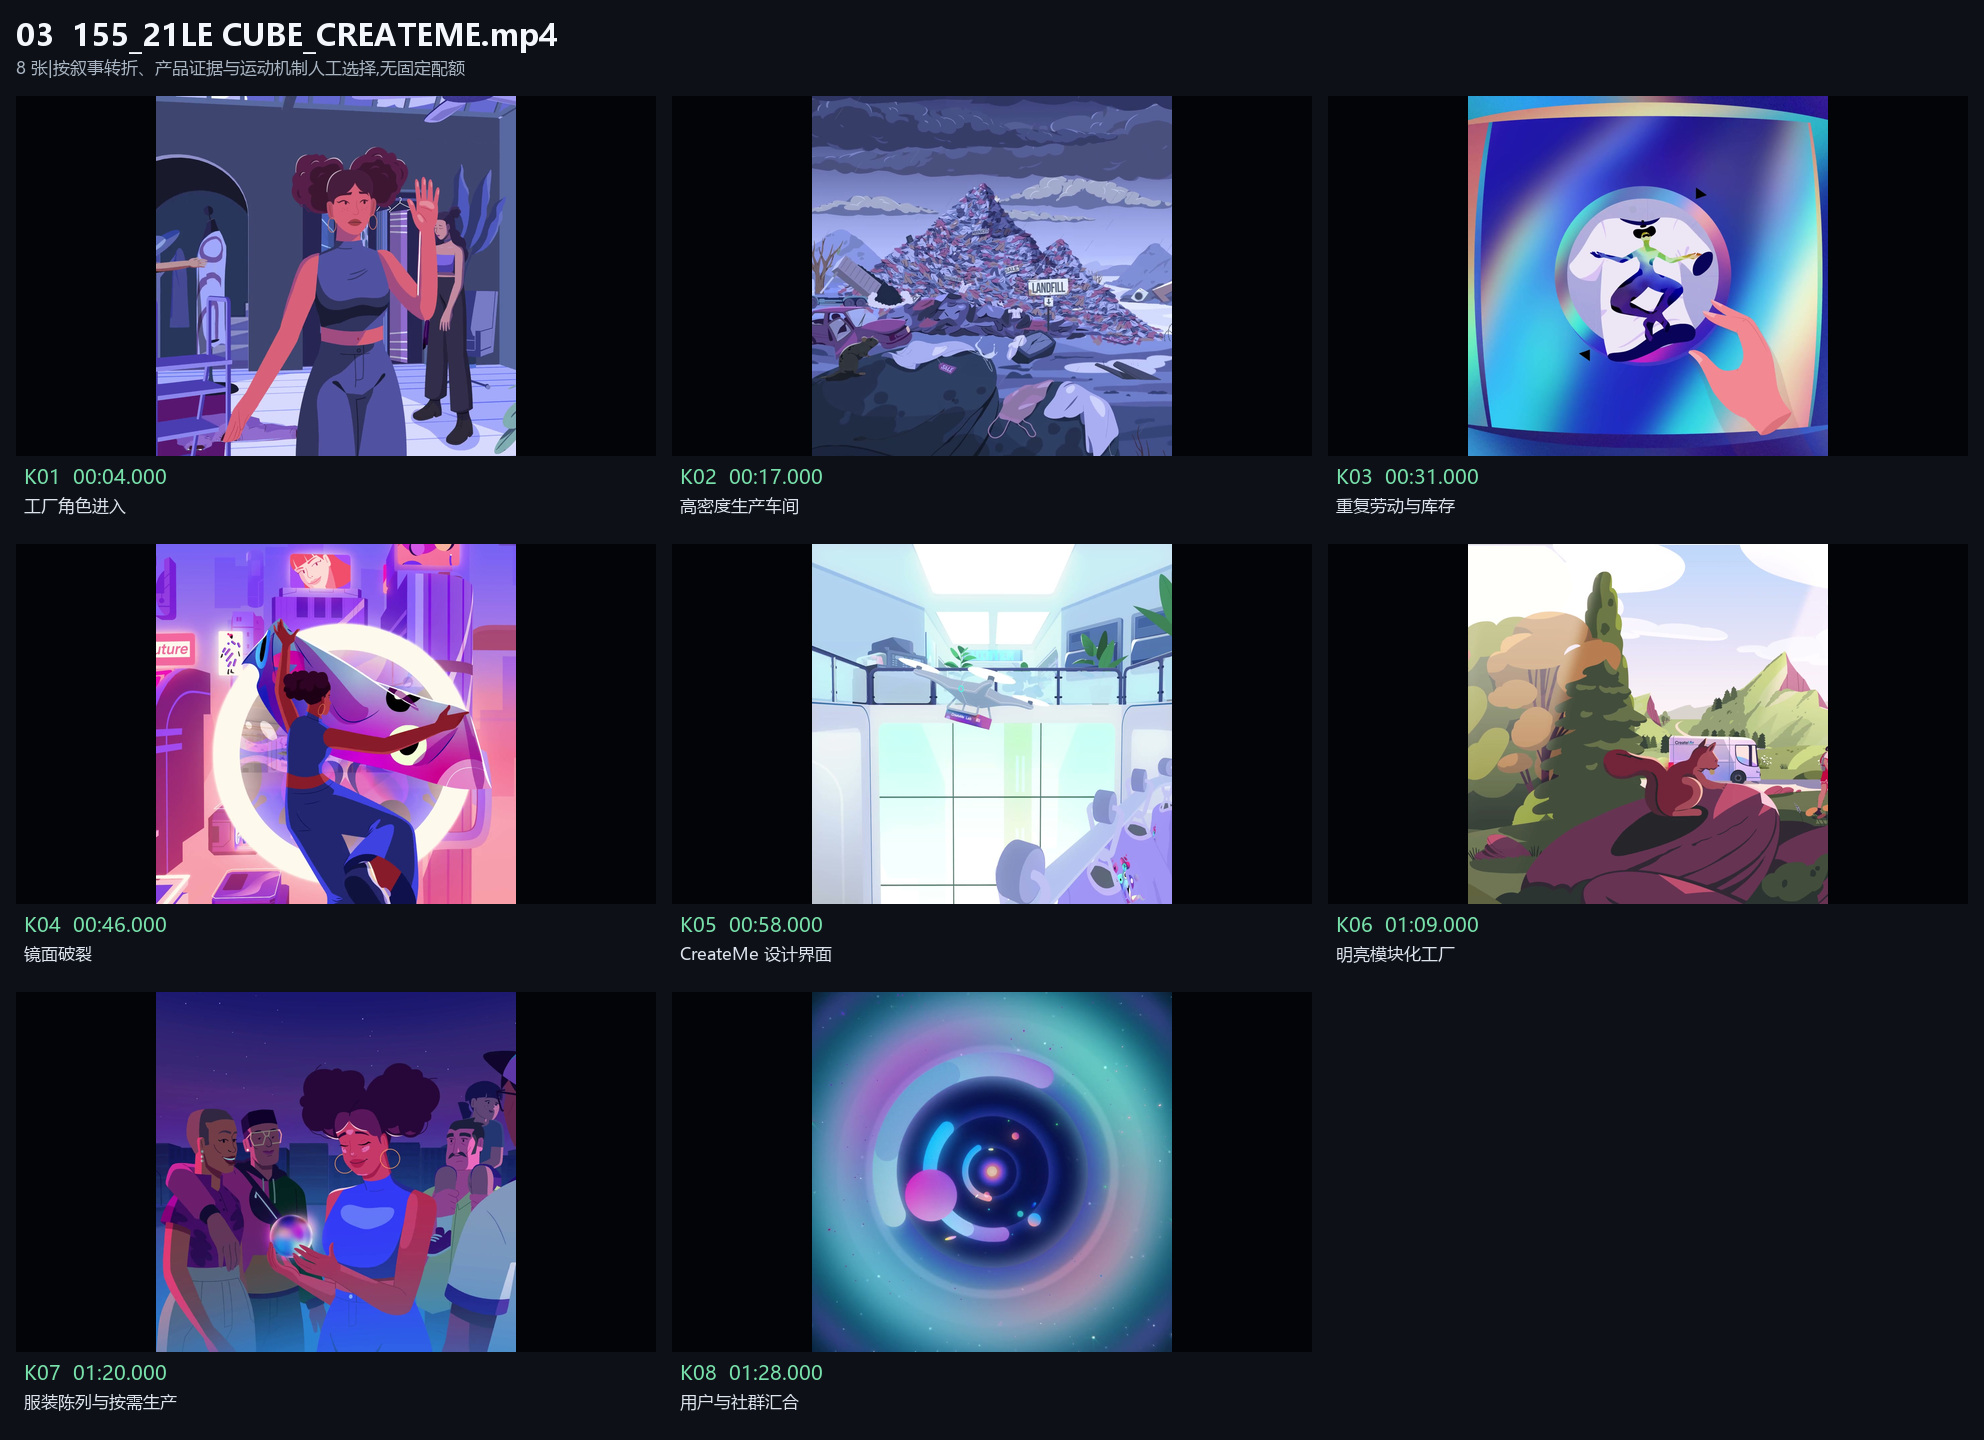 03 155_21LE CUBE_CREATEME.mp4
8 张|按叙事转折、产品证据与运动机制人工选择,无固定配额
LANDFILL
SALE
K01 00:04.000
工厂角色进入
K02 00:17.000
高密度生产车间
K03 00:31.000
重复劳动与库存
uture
K04 00:46.000
镜面破裂
K05 00:58.000
CreateMe 设计界面
K06 01:09.000
明亮模块化工厂
K07 01:20.000
服装陈列与按需生产
K08 01:28.000
用户与社群汇合